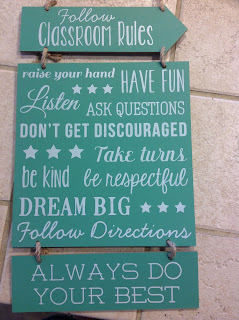 Follow
CLASSROOM RULES
raise your hand HAVE FUN
Listen ASK QUESTIONS
DON'T GET DISCOURAGED
Take turns
be kind be respectful
DREAM BIG
Follow Directions
ALWAYS DO
YOUR BEST